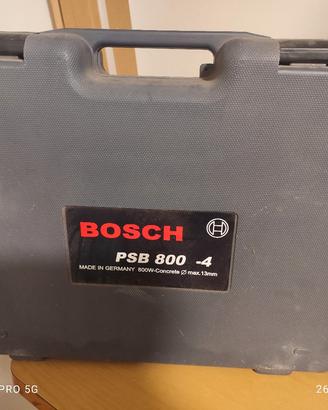 BOSCH
PSB 800 -4
MADE IN GERMANY 800W-Concrete Ø max.13mm
PRO 5G
26